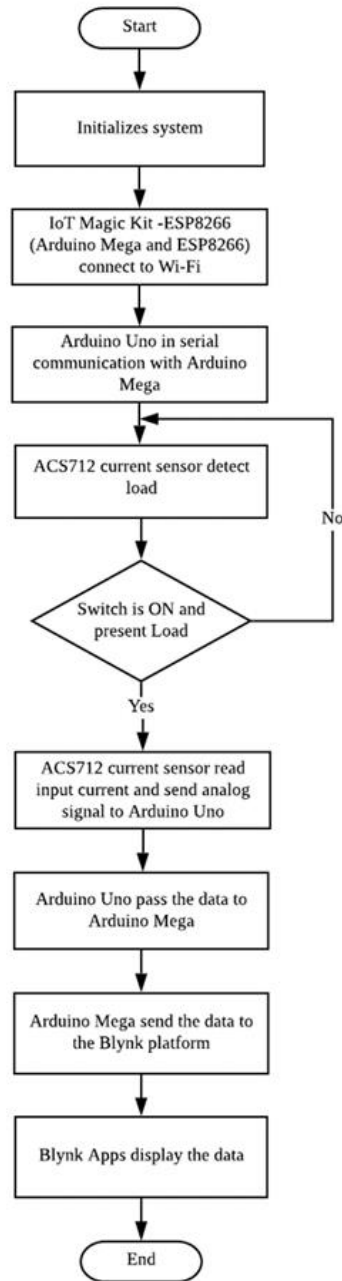 Start
Initializes system
IoT Magic Kit -ESP8266
(Arduino Mega and ESP8266)
connect to Wi-Fi
Arduino Uno in serial
communication with Arduino
Mega
ACS712 current sensor detect
load
No
Switch is ON and
present Load
Yes
ACS712 current sensor read
input current and send analog
signal to Arduino Uno
Arduino Uno pass the data to
Arduino Mega
Arduino Mega send the data to
the Blynk platform
Blynk Apps display the data
End